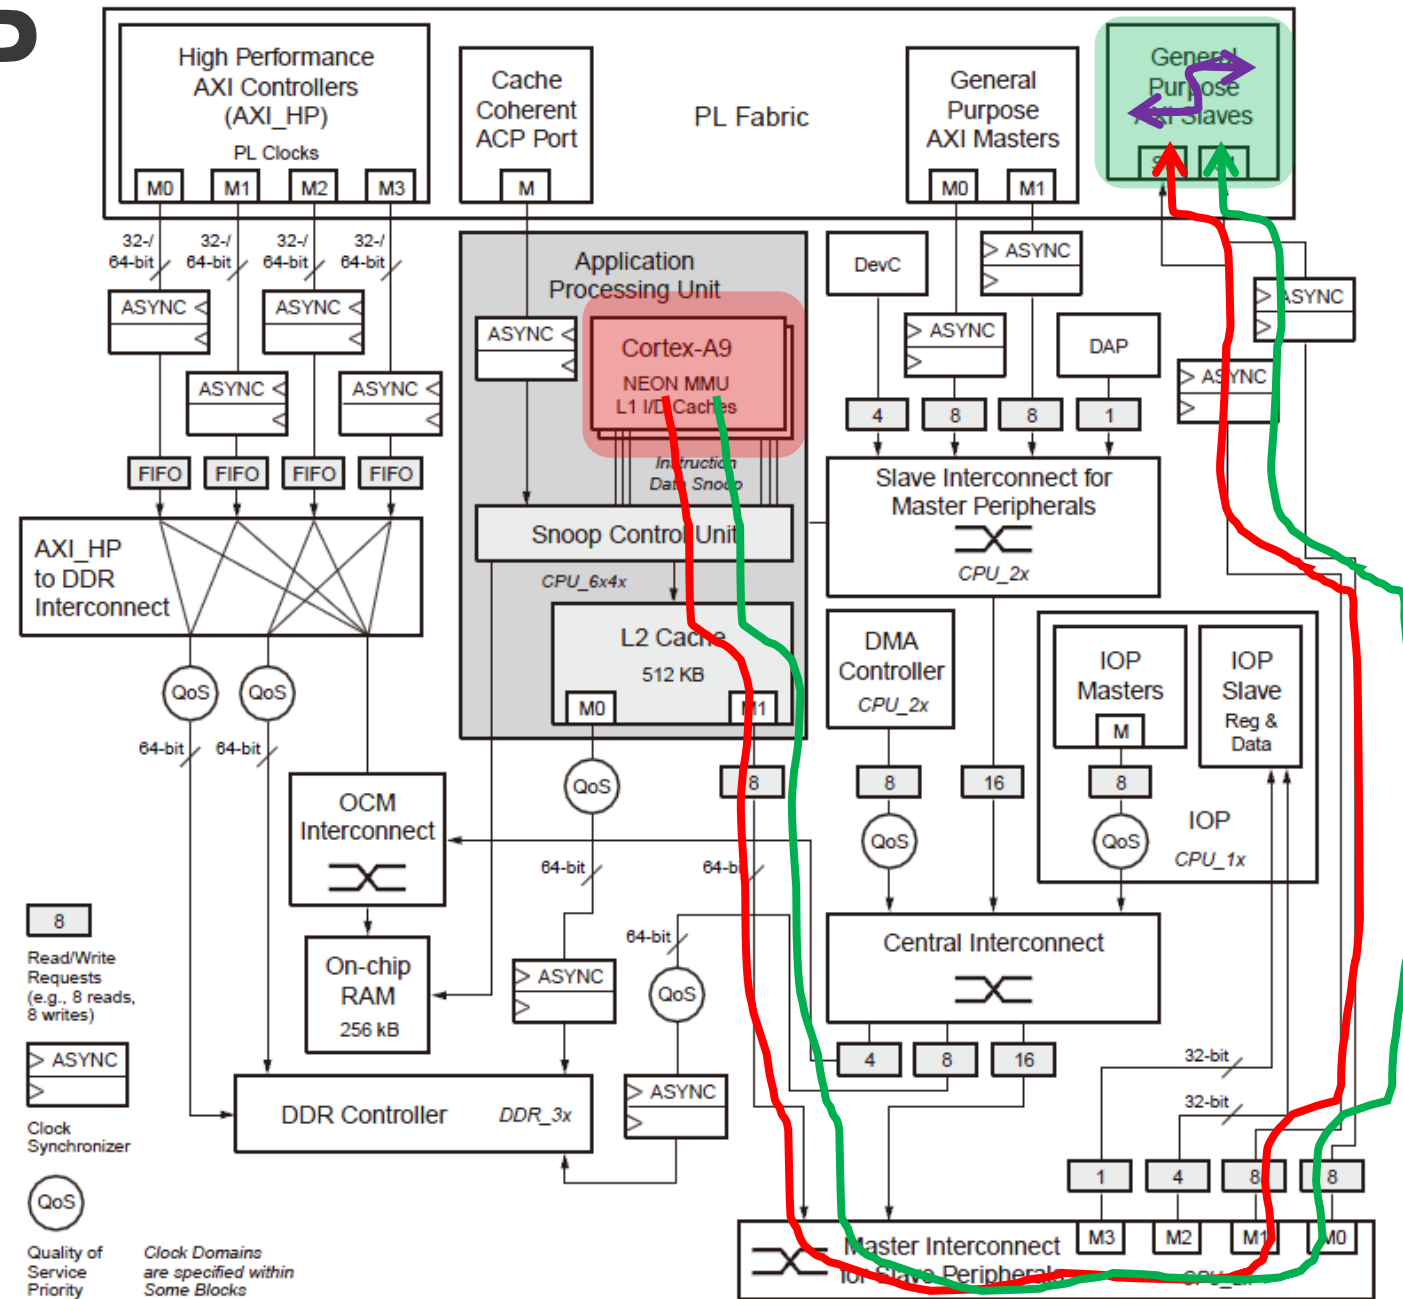 P
High Performance
AXI Controllers
(AXI_HP)
PL Clocks
M0
M1
M2
M3
Cache
Coherent
ACP Port
M
PL Fabric
General
Purpose
AXI Masters
M0
M1
General
Purpose
AXI Slaves
32-/
64-bit
32-/
64-bit
32-/
64-bit
32-/
64-bit
ASYNC
ASYNC
ASYNC
ASYNC
FIFO
FIFO
FIFO
FIFO
AXI_HP
to DDR
Interconnect
QoS
QoS
64-bit
64-bit
Application
Processing Unit
ASYNC
Cortex-A9
NEON MMU
L1 I/D Caches
Instruction
Data Snoop
Snoop Control Unit
CPU_6x4x
L2 Cache
512 KB
M0
M1
DevC
ASYNC
ASYNC
DAP
ASYNC
ASYNC
4
8
8
1
Slave Interconnect for
Master Peripherals
CPU_2x
DMA
Controller
CPU_2x
IOP
Masters
M
IOP
Slave
Reg &
Data
8
16
8
QoS
QoS
IOP
CPU_1x
QoS
8
64-bit
64-bit
OCM
Interconnect
On-chip
RAM
256 kB
ASYNC
64-bit
QoS
ASYNC
Central Interconnect
4
8
16
DDR Controller
DDR_3x
32-bit
32-bit
1
4
8
8
M3
M2
M1
M0
Master Interconnect
for Slave Peripherals
CPU_2x
8
Read/Write
Requests
(e.g., 8 reads,
8 writes)
ASYNC
Clock
Synchronizer
QoS
Quality of
Service
Priority
Clock Domains
are specified within
Some Blocks